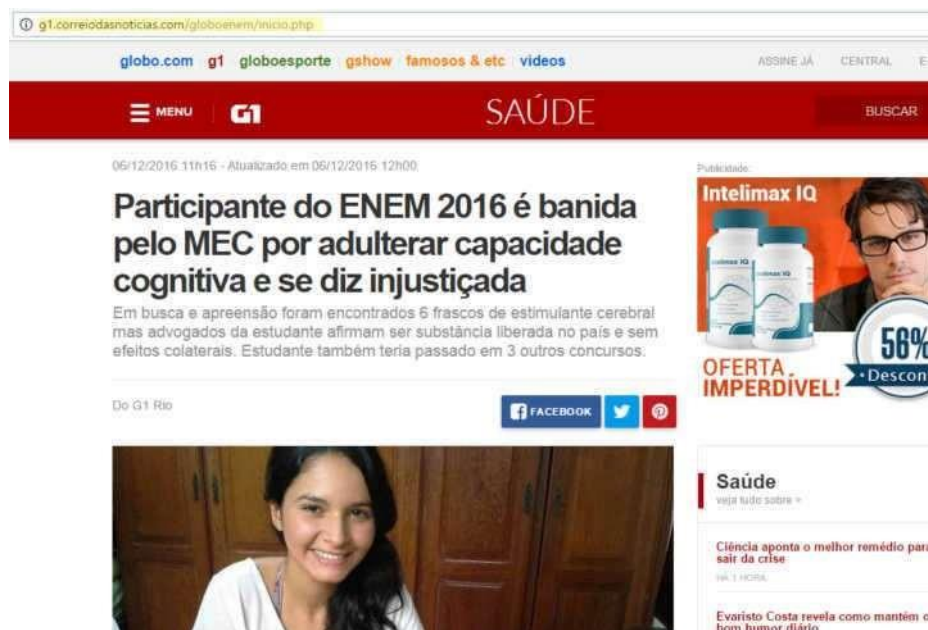 g1.correiodasnoticias.com/globoenem/inicio.php
globo.com g1 globoesporte gshow famosos & etc videos
ASSINE JÁ CENTRAL E
MENU G1 SAÚDE BUSCAR
06/12/2016 11h16 - Atualizado em 06/12/2016 12h00
Participante do ENEM 2016 é banida
pelo MEC por adulterar capacidade
cognitiva e se diz injustiçada
Em busca e apreensão foram encontrados 6 frascos de estimulante cerebral
mas advogados da estudante afirmam ser substância liberada no país e sem
efeitos colaterais. Estudante também teria passado em 3 outros concursos.
Do G1 Rio
FACEBOOK
Publicidade
Intelimax IQ
Intelimax IQ
Intelimax IQ
56%
Descon
OFERTA
IMPERDÍVEL!
Saúde
veja tudo sobre »
Ciência aponta o melhor remédio para
sair da crise
HÁ 1 HORA
Evaristo Costa revela como mantém o
bom humor diário